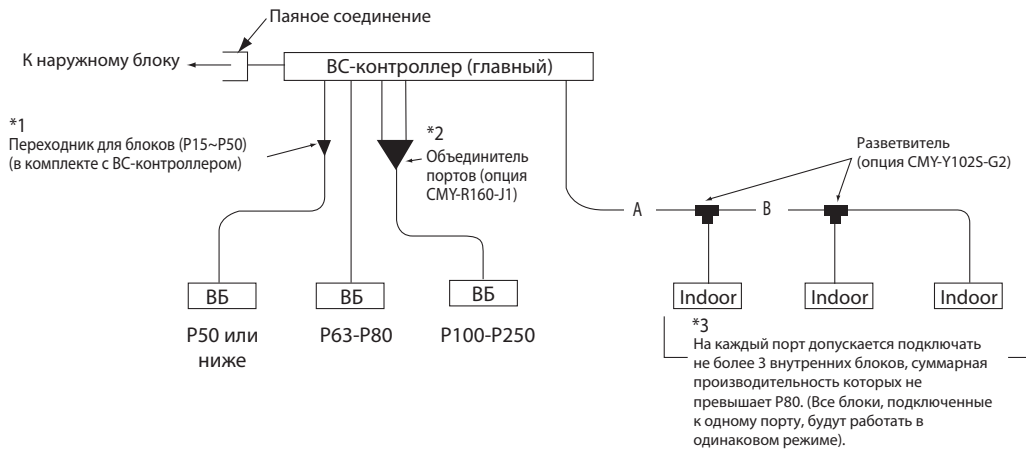 Паяное соединение
К наружному блоку
ВС-контроллер (главный)
*1
Переходник для блоков (P15~P50)
(в комплекте с ВС-контроллером)
*2
Объединитель
портов (опция
CMY-R160-J1)
Разветвитель
(опция CMY-Y102S-G2)
A
B
ВБ
ВБ
ВБ
Indoor
Indoor
Indoor
P50 или
ниже
P63-P80
P100-P250
*3
На каждый порт допускается подключать
не более 3 внутренних блоков, суммарная
производительность которых не
превышает P80. (Все блоки, подключенные
к одному порту, будут работать в
одинаковом режиме).